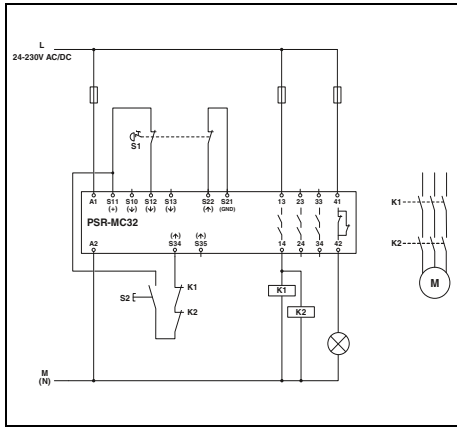 L
24-230V AC/DC
S1
A1 S11 S10 S12 S13 S22 S21 13 23 33 41
(+) (↓) (↓) (↓) (↑) (GND)
PSR-MC32
(↑) (↑)
A2 S34 S35 14 24 34 42
K1
K2
M
S2
K1
K2
K1
K2
M
(N)